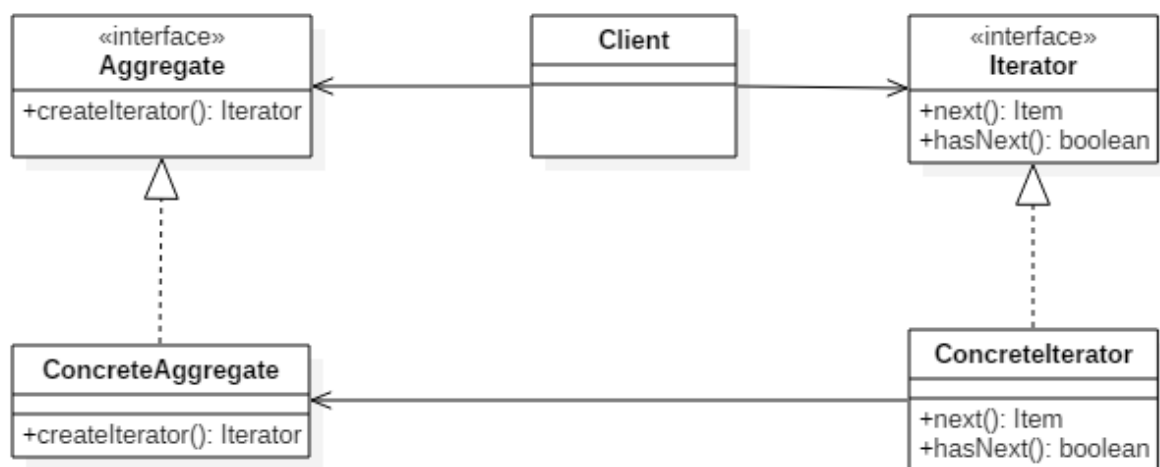 «interface»
Aggregate
+createIterator(): Iterator
Client
«interface»
Iterator
+next(): Item
+hasNext(): boolean
ConcreteAggregate
+createIterator(): Iterator
ConcreteIterator
+next(): Item
+hasNext(): boolean